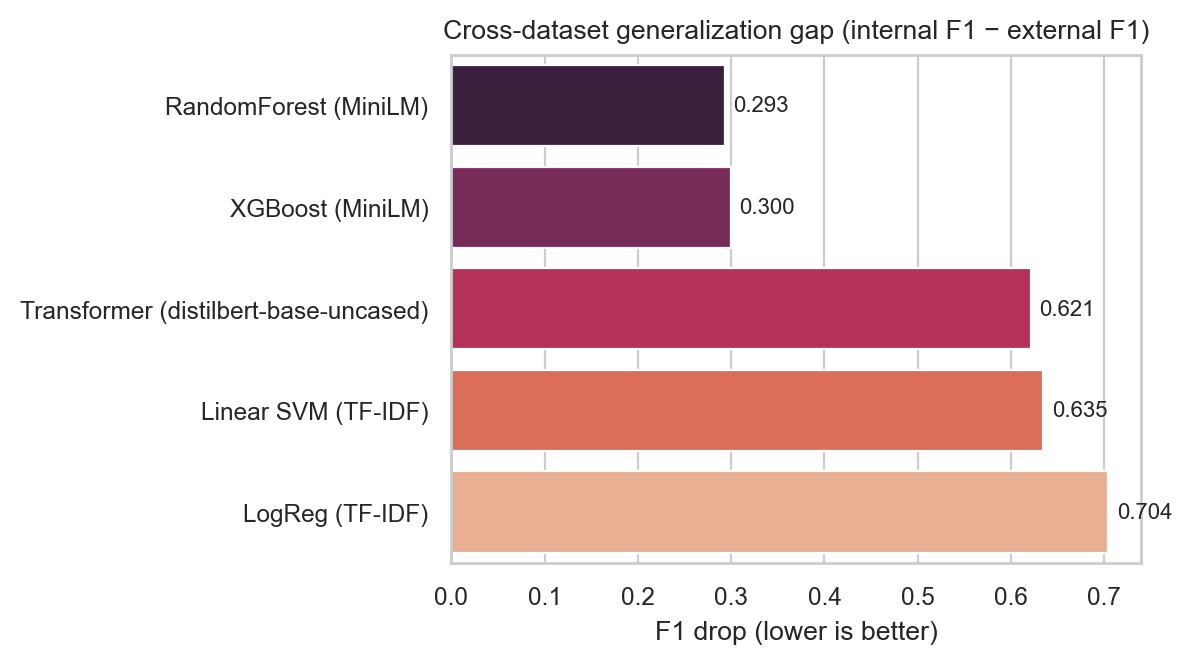 Cross-dataset generalization gap (internal F1 − external F1)
RandomForest (MiniLM)
0.293
XGBoost (MiniLM)
0.300
Transformer (distilbert-base-uncased)
0.621
Linear SVM (TF-IDF)
0.635
LogReg (TF-IDF)
0.704
0.0 0.1 0.2 0.3 0.4 0.5 0.6 0.7
F1 drop (lower is better)